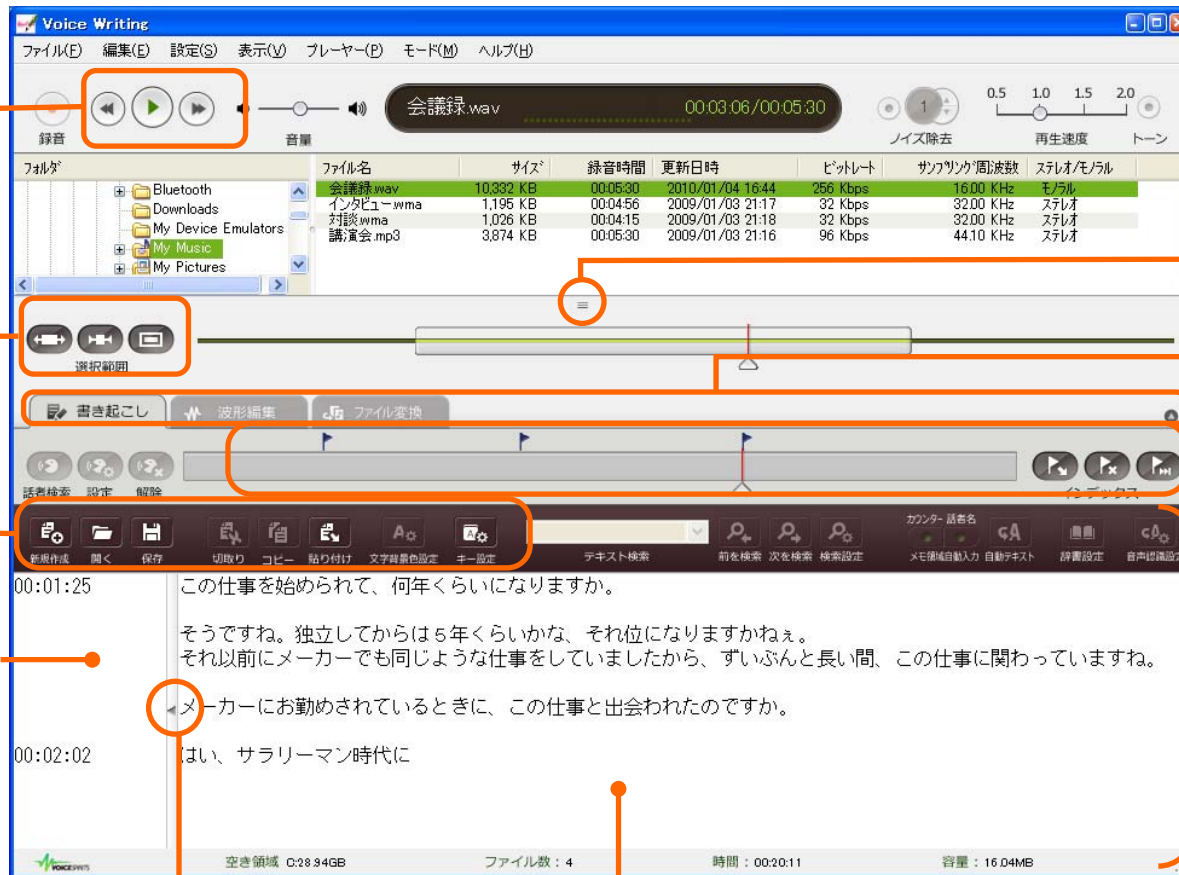 Voice Writing
ファイル(F) 編集(E) 設定(S) 表示(V) プレーヤー(P) モード(M) ヘルプ(H)
会議録.wav 00:03:06/00:05:30
1
0.5 1.0 1.5 2.0
録音 音量 ノイズ除去 再生速度 トーン
フォルダ ファイル名 サイズ 録音時間 更新日時 ビットレート サンプリング周波数 ステレオ/モノラル
Bluetooth
Downloads
My Device Emulators
My Music
My Pictures
会議録.wav 10,332 KB 00:05:30 2010/01/04 16:44 256 Kbps 16.00 KHz モノラル
インタビュー.wma 1,195 KB 00:04:56 2009/01/03 21:17 32 Kbps 32.00 KHz ステレオ
対談.wma 1,026 KB 00:04:15 2009/01/03 21:18 32 Kbps 32.00 KHz ステレオ
講演会.mp3 3,874 KB 00:05:30 2009/01/03 21:16 96 Kbps 44.10 KHz ステレオ
選択範囲
書き起こし 波形編集 ファイル変換
話者検索 設定 解除 インデックス
カウンター 話者名
新規作成 開く 保存 切取り コピー 貼り付け 文字背景色設定 キー設定 テキスト検索 前を検索 次を検索 検索設定 メモ領域自動入力 自動テキスト 辞書設定 音声認識設定
00:01:25 この仕事を始められて、何年くらいになりますか。
そうですね。独立してからは5年くらいかな、それ位になりますかねぇ。
それ以前にメーカーでも同じような仕事をしていましたから、ずいぶんと長い間、この仕事に関わっていますね。
メーカーにお勤めされているときに、この仕事と出会われたのですか。
00:02:02 はい、サラリーマン時代に
VOICESPIRITS 空き領域 C:28.94GB ファイル数：4 時間：00:20:11 容量：16.04MB